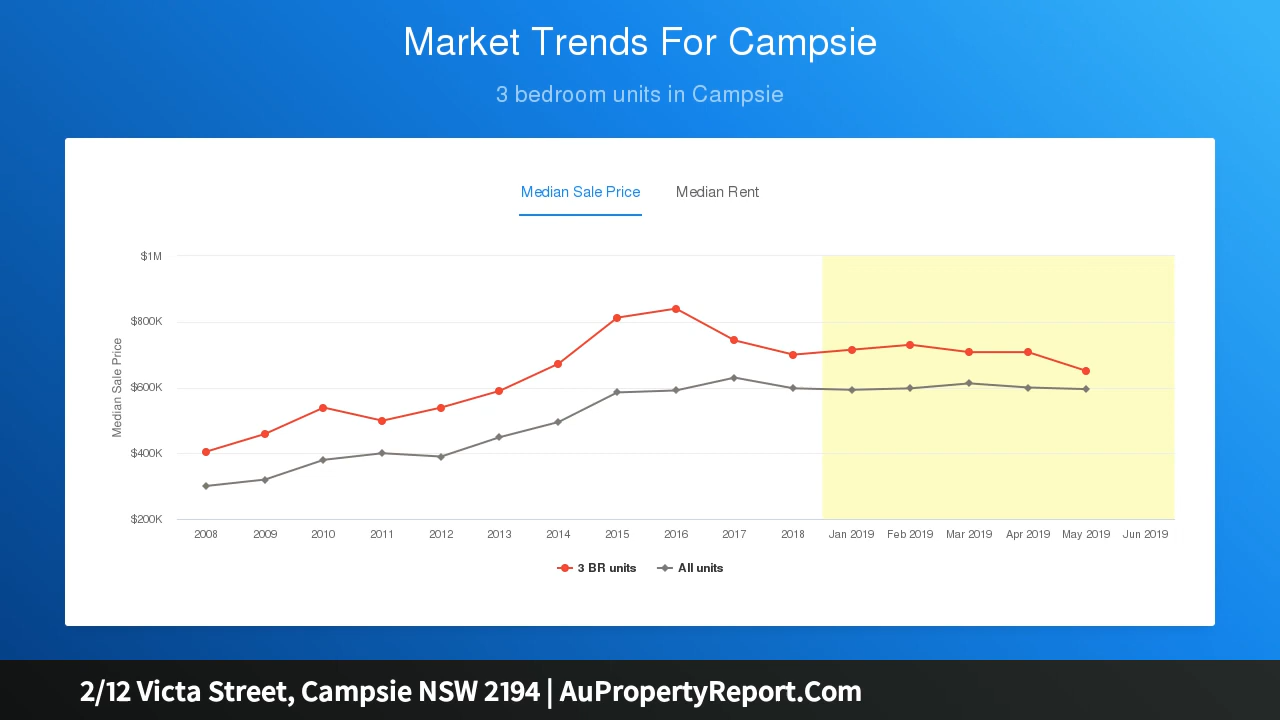 Market Trends For Campsie
3 bedroom units in Campsie
Median Sale Price Median Rent
Median Sale Price
$1M
$800K
$600K
$400K
$200K
2008 2009 2010 2011 2012 2013 2014 2015 2016 2017 2018 Jan 2019 Feb 2019 Mar 2019 Apr 2019 May 2019 Jun 2019
3 BR units All units
2/12 Victa Street, Campsie NSW 2194 | AuPropertyReport.Com